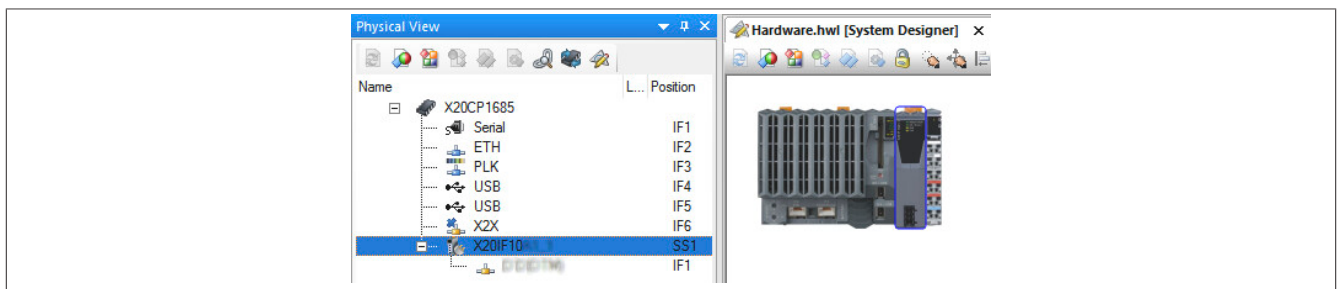 Physical View
Hardware.hwl [System Designer]
Name L... Position
X20CP1685
Serial IF1
ETH IF2
PLK IF3
USB IF4
USB IF5
X2X IF6
SS1
IF1